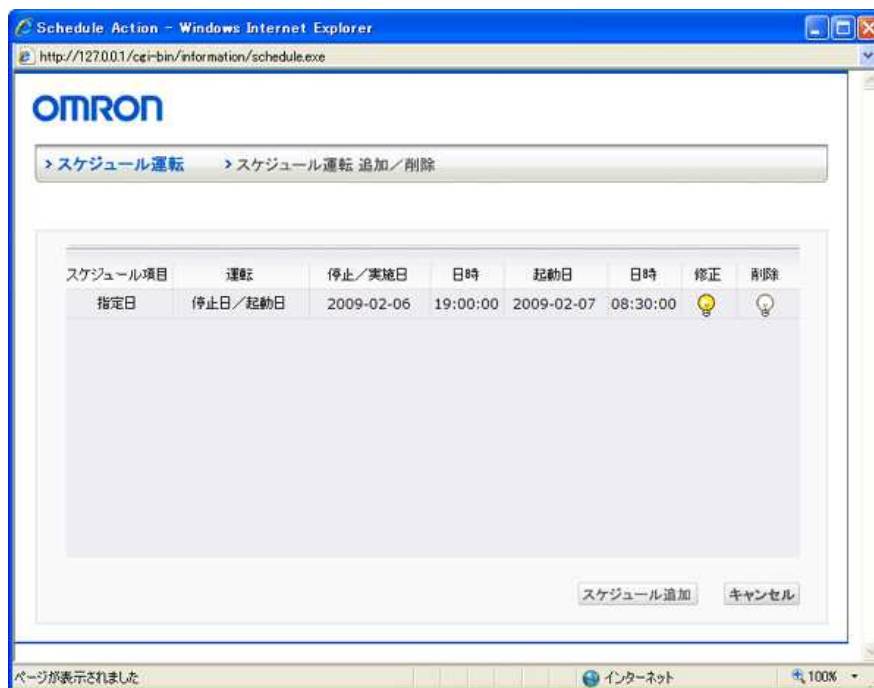 Schedule Action - Windows Internet Explorer
http://127.0.0.1/cgi-bin/information/schedule.exe
OMRON
スケジュール運転 スケジュール運転 追加／削除
スケジュール項目 運転 停止／実施日 日時 起動日 日時 修正 削除
指定日 停止日／起動日 2009-02-06 19:00:00 2009-02-07 08:30:00
スケジュール追加 キャンセル
ページが表示されました インターネット 100%